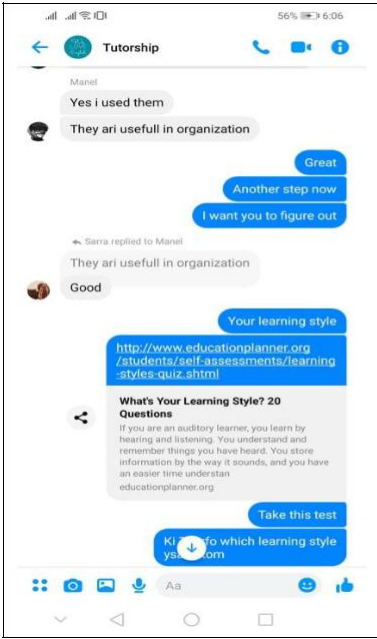 56% 6:06
Tutorship
Manel
Yes i used them
They ari usefull in organization
Great
Another step now
I want you to figure out
Sarra replied to Manel
They ari usefull in organization
Good
Your learning style
http://www.educationplanner.org
/students/self-assessments/learning
-styles-quiz.shtml
What's Your Learning Style? 20
Questions
If you are an auditory learner, you learn by
hearing and listening. You understand and
remember things you have heard. You store
information by the way it sounds, and you have
an easier time understan
educationplanner.org
Take this test
which learning style
Aa